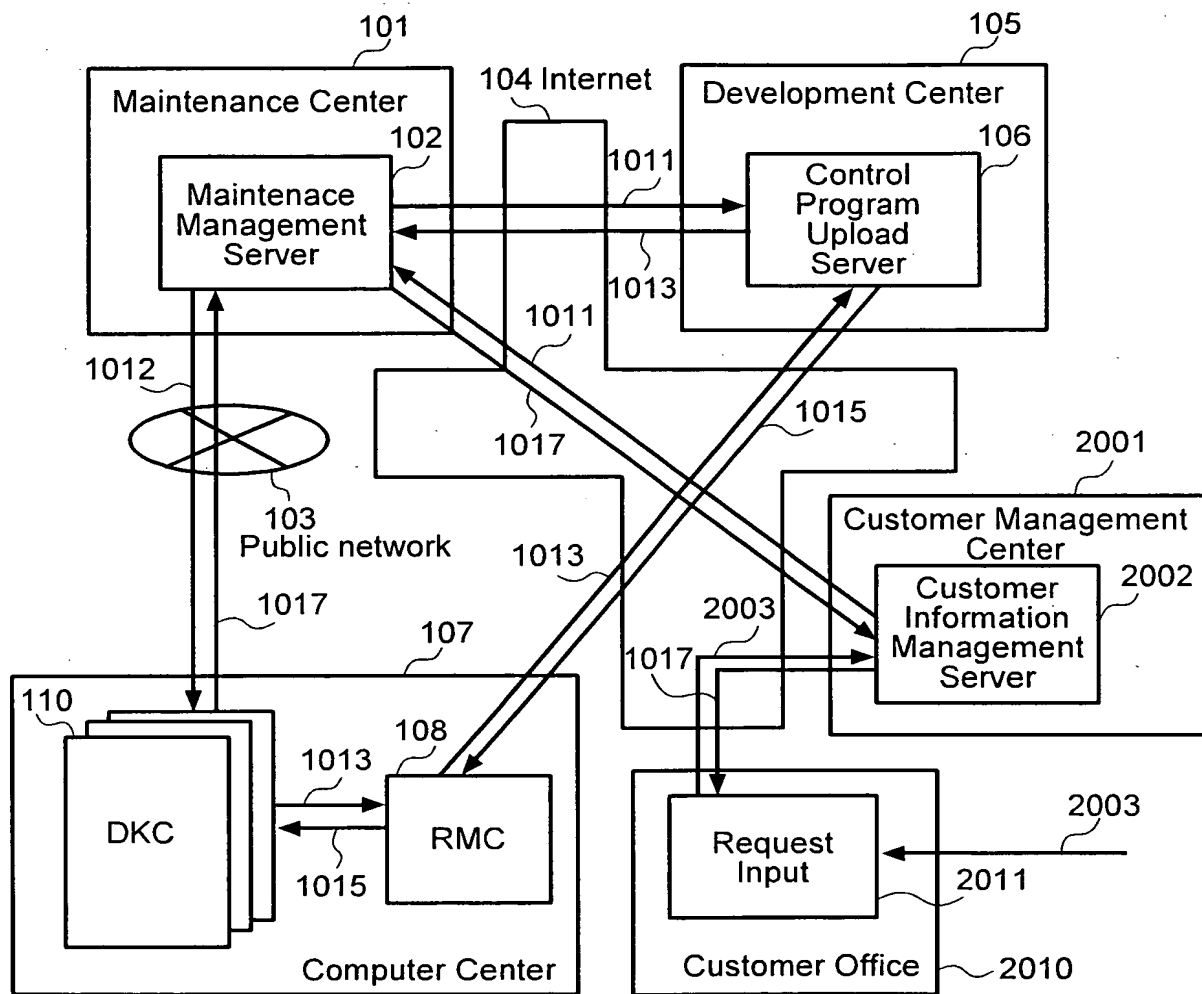 101
105
104 Internet
Maintenance Center
Development Center
102
106
1011
Maintenace
Management
Server
Control
Program
Upload
Server
1013
1011
1012
1017
1015
2001
103
Public network
Customer Management
Center
1013
2002
Customer
Information
Management
Server
1017
2003
107
1017
110
108
1013
DKC
RMC
2003
Request
Input
1015
2011
Computer Center
Customer Office
2010